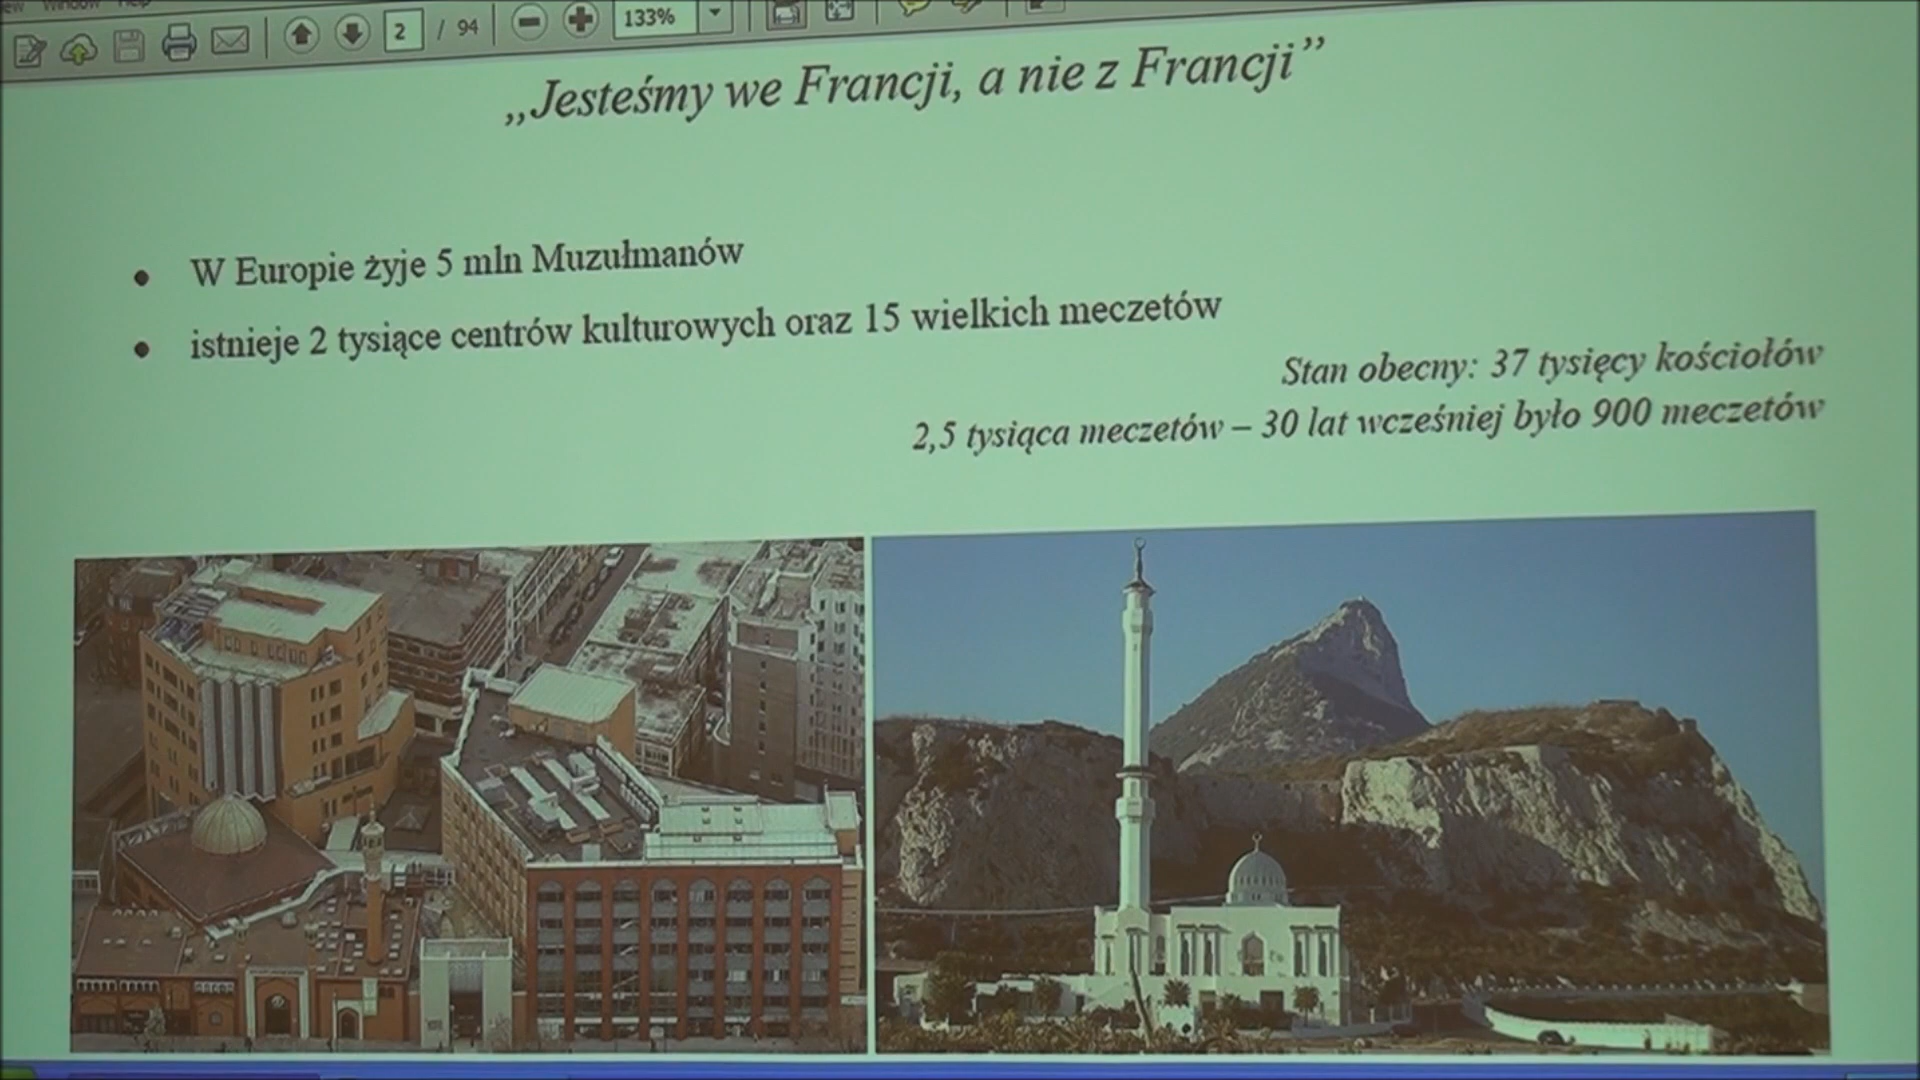 2 / 94 133%
„Jesteśmy we Francji, a nie z Francji”
• W Europie żyje 5 mln Muzułmanów
• istnieje 2 tysiące centrów kulturowych oraz 15 wielkich meczetów
Stan obecny: 37 tysięcy kościołów
2,5 tysiąca meczetów – 30 lat wcześniej było 900 meczetów